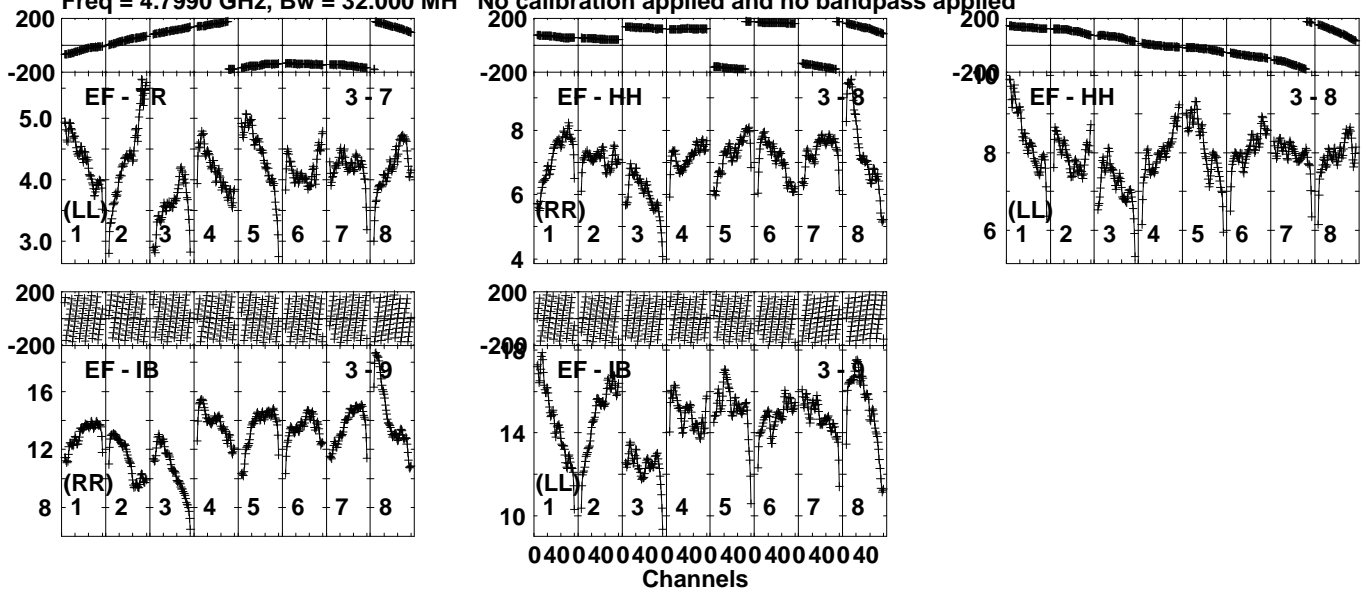 Freq = 4.7990 GHz, Bw = 32.000 MH No calibration applied and no bandpass applied
200
-200
EF - TR 3 - 7
5.0
4.0
3.0
(LL)
1 2 3 4 5 6 7 8
200
-200
EF - HH 3 - 8
8
6
4
(RR)
1 2 3 4 5 6 7 8
200
-200
10
EF - HH 3 - 8
8
6
(LL)
1 2 3 4 5 6 7 8
200
-200
EF - IB 3 - 9
16
12
8
(RR)
1 2 3 4 5 6 7 8
200
-200
18
EF - IB 3 - 9
14
10
(LL)
1 2 3 4 5 6 7 8
0 40 0 40 0 40 0 40 0 40 0 40 0 40 0 40
Channels